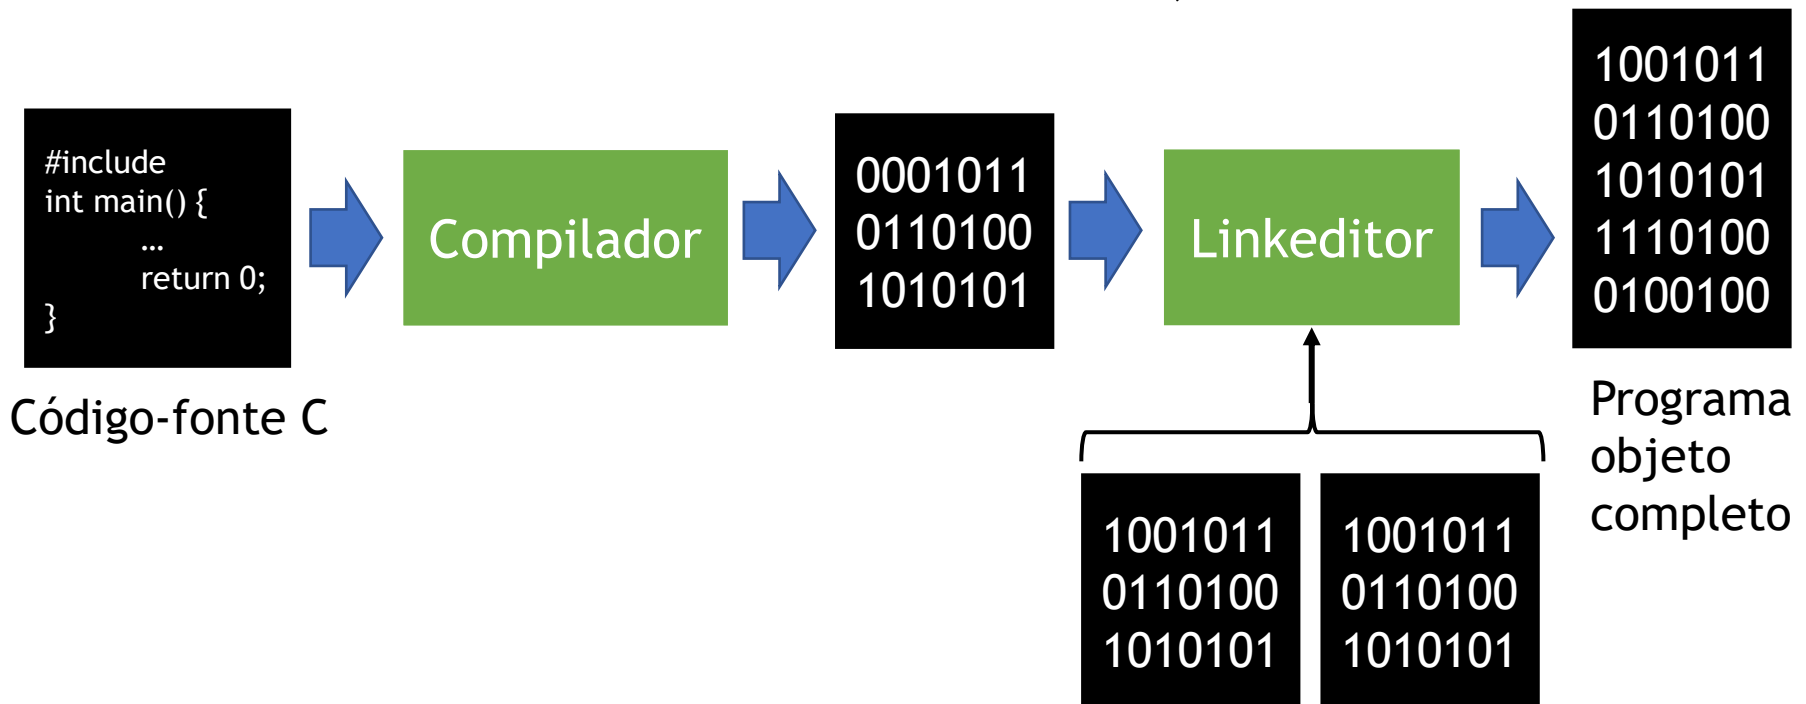 #include
int main() {
…
return 0;
}
Código-fonte C
Compilador
0001011
0110100
1010101
Linkeditor
1001011
0110100
1010101
1110100
0100100
Programa
objeto
completo
1001011
0110100
1010101
1001011
0110100
1010101